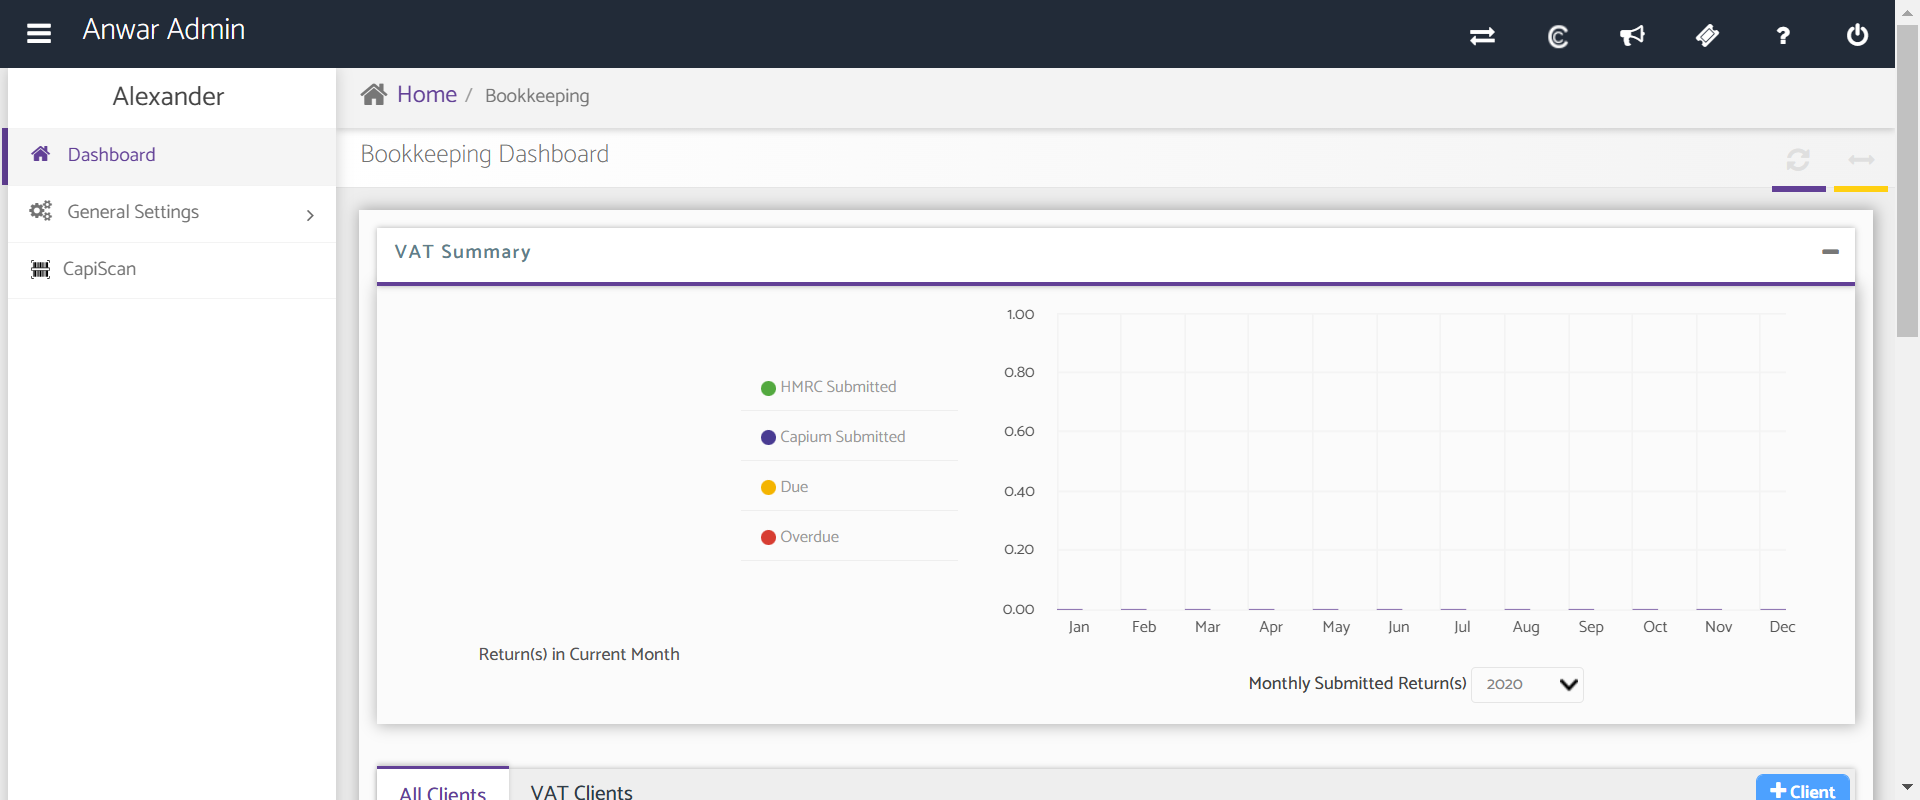 Anwar Admin
Alexander
Dashboard
General Settings
CapiScan
Home / Bookkeeping
Bookkeeping Dashboard
VAT Summary
HMRC Submitted
Capium Submitted
Due
Overdue
Return(s) in Current Month
1.00
0.80
0.60
0.40
0.20
0.00
Jan Feb Mar Apr May Jun Jul Aug Sep Oct Nov Dec
Monthly Submitted Return(s) 2020
All Clients VAT Clients
Client